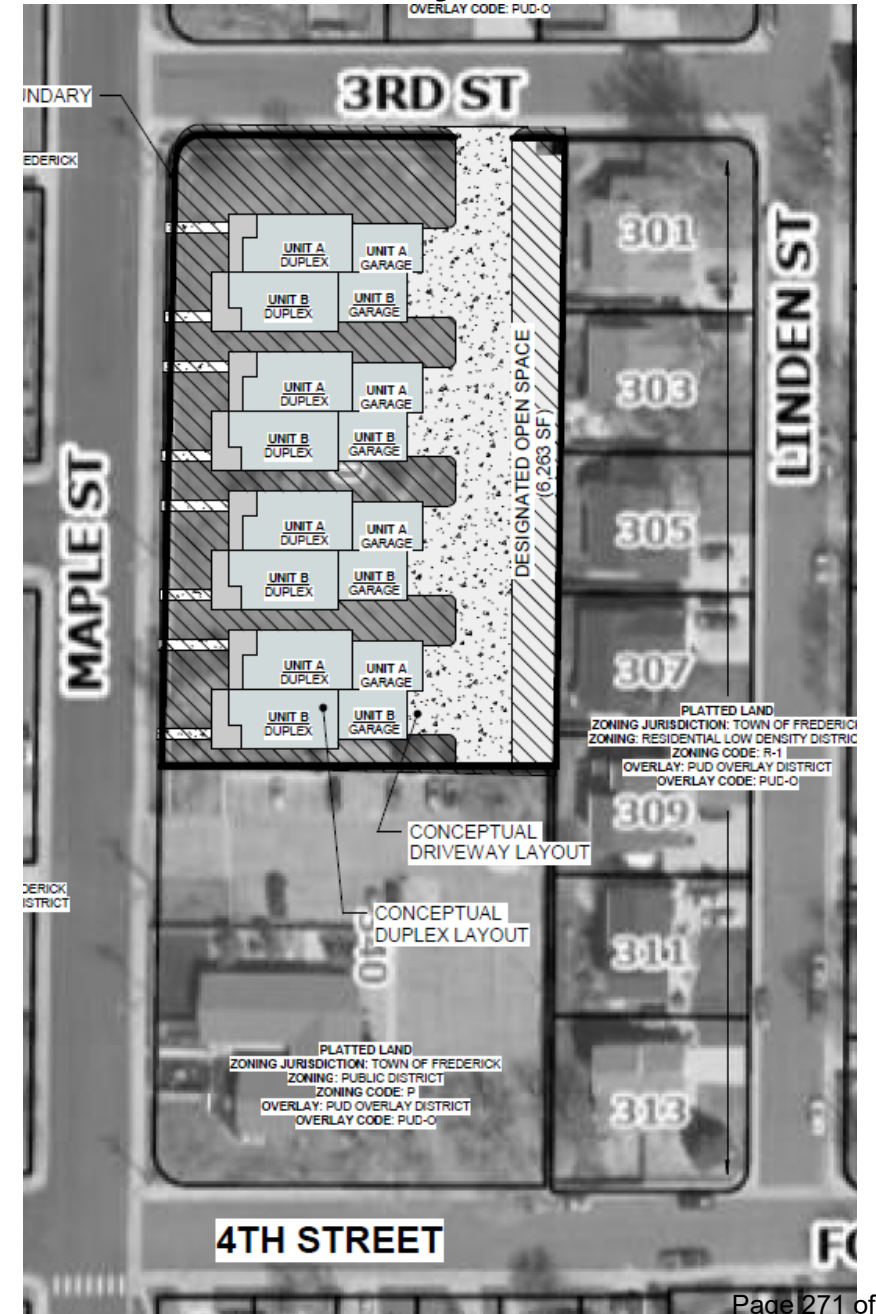 OVERLAY CODE: PUD-O
3RD ST
UNDARY
EDERICK
301
UNIT A
DUPLEX
UNIT A
GARAGE
UNIT B
DUPLEX
UNIT B
GARAGE
LINDEN ST
303
UNIT A
DUPLEX
UNIT A
GARAGE
UNIT B
DUPLEX
UNIT B
GARAGE
DESIGNATED OPEN SPACE
(6,263 SF)
MAPLE ST
305
UNIT A
DUPLEX
UNIT A
GARAGE
UNIT B
DUPLEX
UNIT B
GARAGE
307
UNIT A
DUPLEX
UNIT A
GARAGE
UNIT B
DUPLEX
UNIT B
GARAGE
PLATTED LAND
ZONING JURISDICTION: TOWN OF FREDERICK
ZONING: RESIDENTIAL LOW DENSITY DISTRIC
ZONING CODE: R-1
OVERLAY: PUD OVERLAY DISTRICT
OVERLAY CODE: PUD-O
309
CONCEPTUAL
DRIVEWAY LAYOUT
DERICK
ISTRICT
CONCEPTUAL
DUPLEX LAYOUT
311
PLATTED LAND
ZONING JURISDICTION: TOWN OF FREDERICK
ZONING: PUBLIC DISTRICT
ZONING CODE: P
OVERLAY: PUD OVERLAY DISTRICT
OVERLAY CODE: PUD-O
313
4TH STREET
FO
Page 271 of